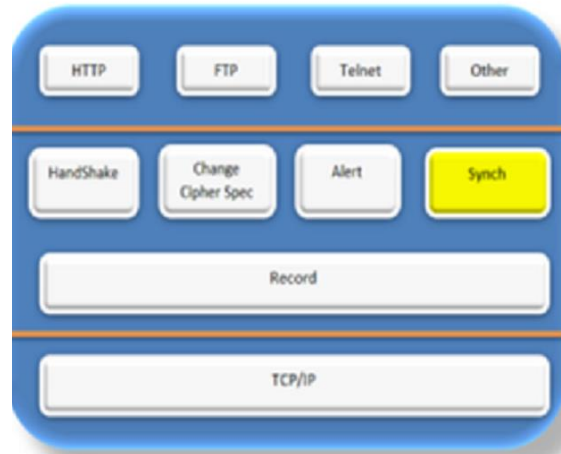 HTTP
FTP
Telnet
Other
HandShake
Change
Cipher Spec
Alert
Synch
Record
TCP/IP